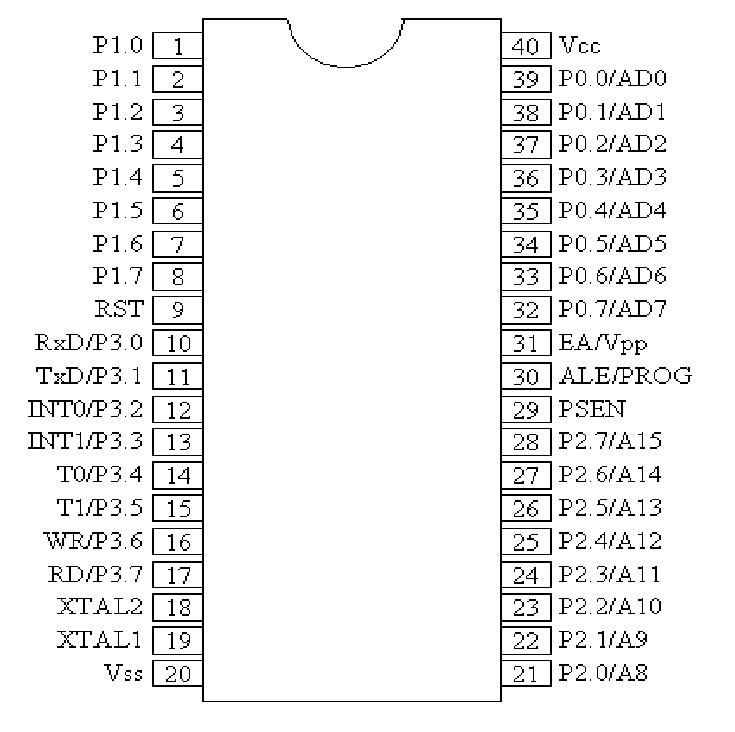 P1.0 1 40 Vcc
P1.1 2 39 P0.0/AD0
P1.2 3 38 P0.1/AD1
P1.3 4 37 P0.2/AD2
P1.4 5 36 P0.3/AD3
P1.5 6 35 P0.4/AD4
P1.6 7 34 P0.5/AD5
P1.7 8 33 P0.6/AD6
RST 9 32 P0.7/AD7
RxD/P3.0 10 31 EA/Vpp
TxD/P3.1 11 30 ALE/PROG
INT0/P3.2 12 29 PSEN
INT1/P3.3 13 28 P2.7/A15
T0/P3.4 14 27 P2.6/A14
T1/P3.5 15 26 P2.5/A13
WR/P3.6 16 25 P2.4/A12
RD/P3.7 17 24 P2.3/A11
XTAL2 18 23 P2.2/A10
XTAL1 19 22 P2.1/A9
Vss 20 21 P2.0/A8